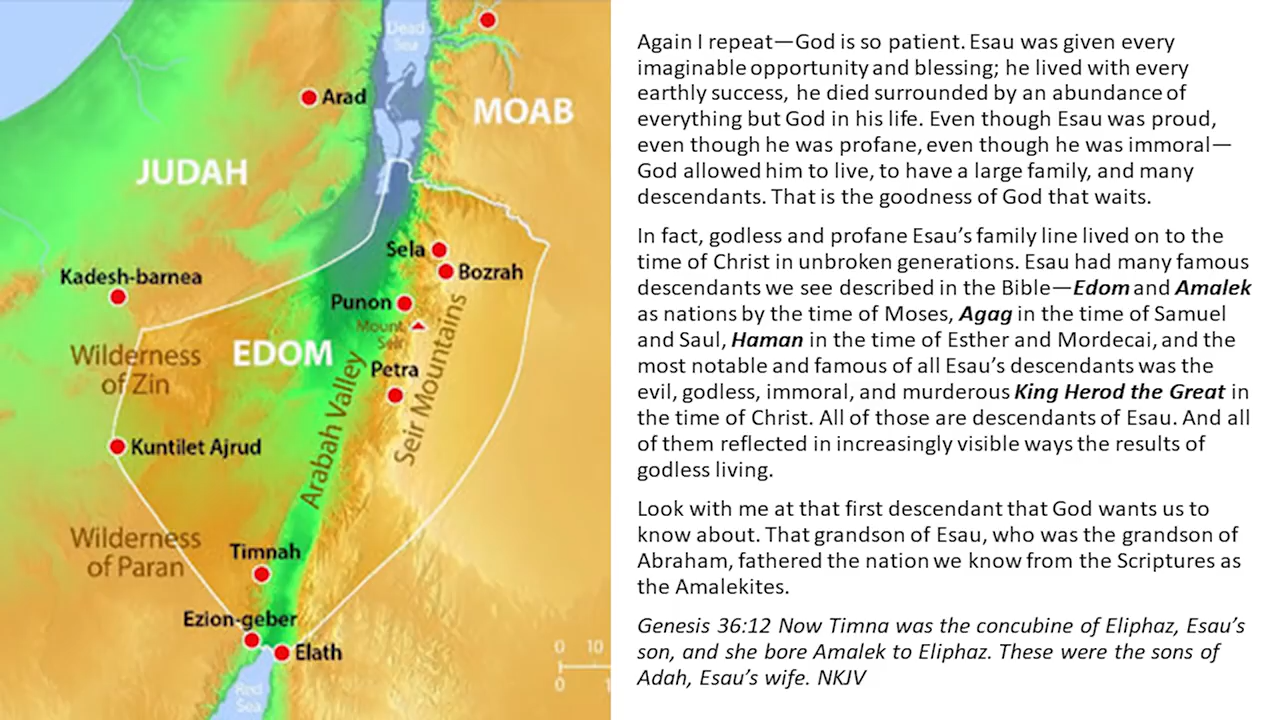 Dead
Sea
Arad
MOAB
JUDAH
Sela
Bozrah
Kadesh-barnea
Punon
Mount
Seir
Wilderness
of Zin
EDOM
Petra
Arabah Valley
Seir Mountains
Kuntilet Ajrud
Wilderness
of Paran
Timnah
Ezion-geber
Elath
Red
Sea
0 10
0 1
Again I repeat—God is so patient. Esau was given every
imaginable opportunity and blessing; he lived with every
earthly success, he died surrounded by an abundance of
everything but God in his life. Even though Esau was proud,
even though he was profane, even though he was immoral—
God allowed him to live, to have a large family, and many
descendants. That is the goodness of God that waits.
In fact, godless and profane Esau’s family line lived on to the
time of Christ in unbroken generations. Esau had many famous
descendants we see described in the Bible—Edom and Amalek
as nations by the time of Moses, Agag in the time of Samuel
and Saul, Haman in the time of Esther and Mordecai, and the
most notable and famous of all Esau’s descendants was the
evil, godless, immoral, and murderous King Herod the Great in
the time of Christ. All of those are descendants of Esau. And all
of them reflected in increasingly visible ways the results of
godless living.
Look with me at that first descendant that God wants us to
know about. That grandson of Esau, who was the grandson of
Abraham, fathered the nation we know from the Scriptures as
the Amalekites.
Genesis 36:12 Now Timna was the concubine of Eliphaz, Esau’s
son, and she bore Amalek to Eliphaz. These were the sons of
Adah, Esau’s wife. NKJV